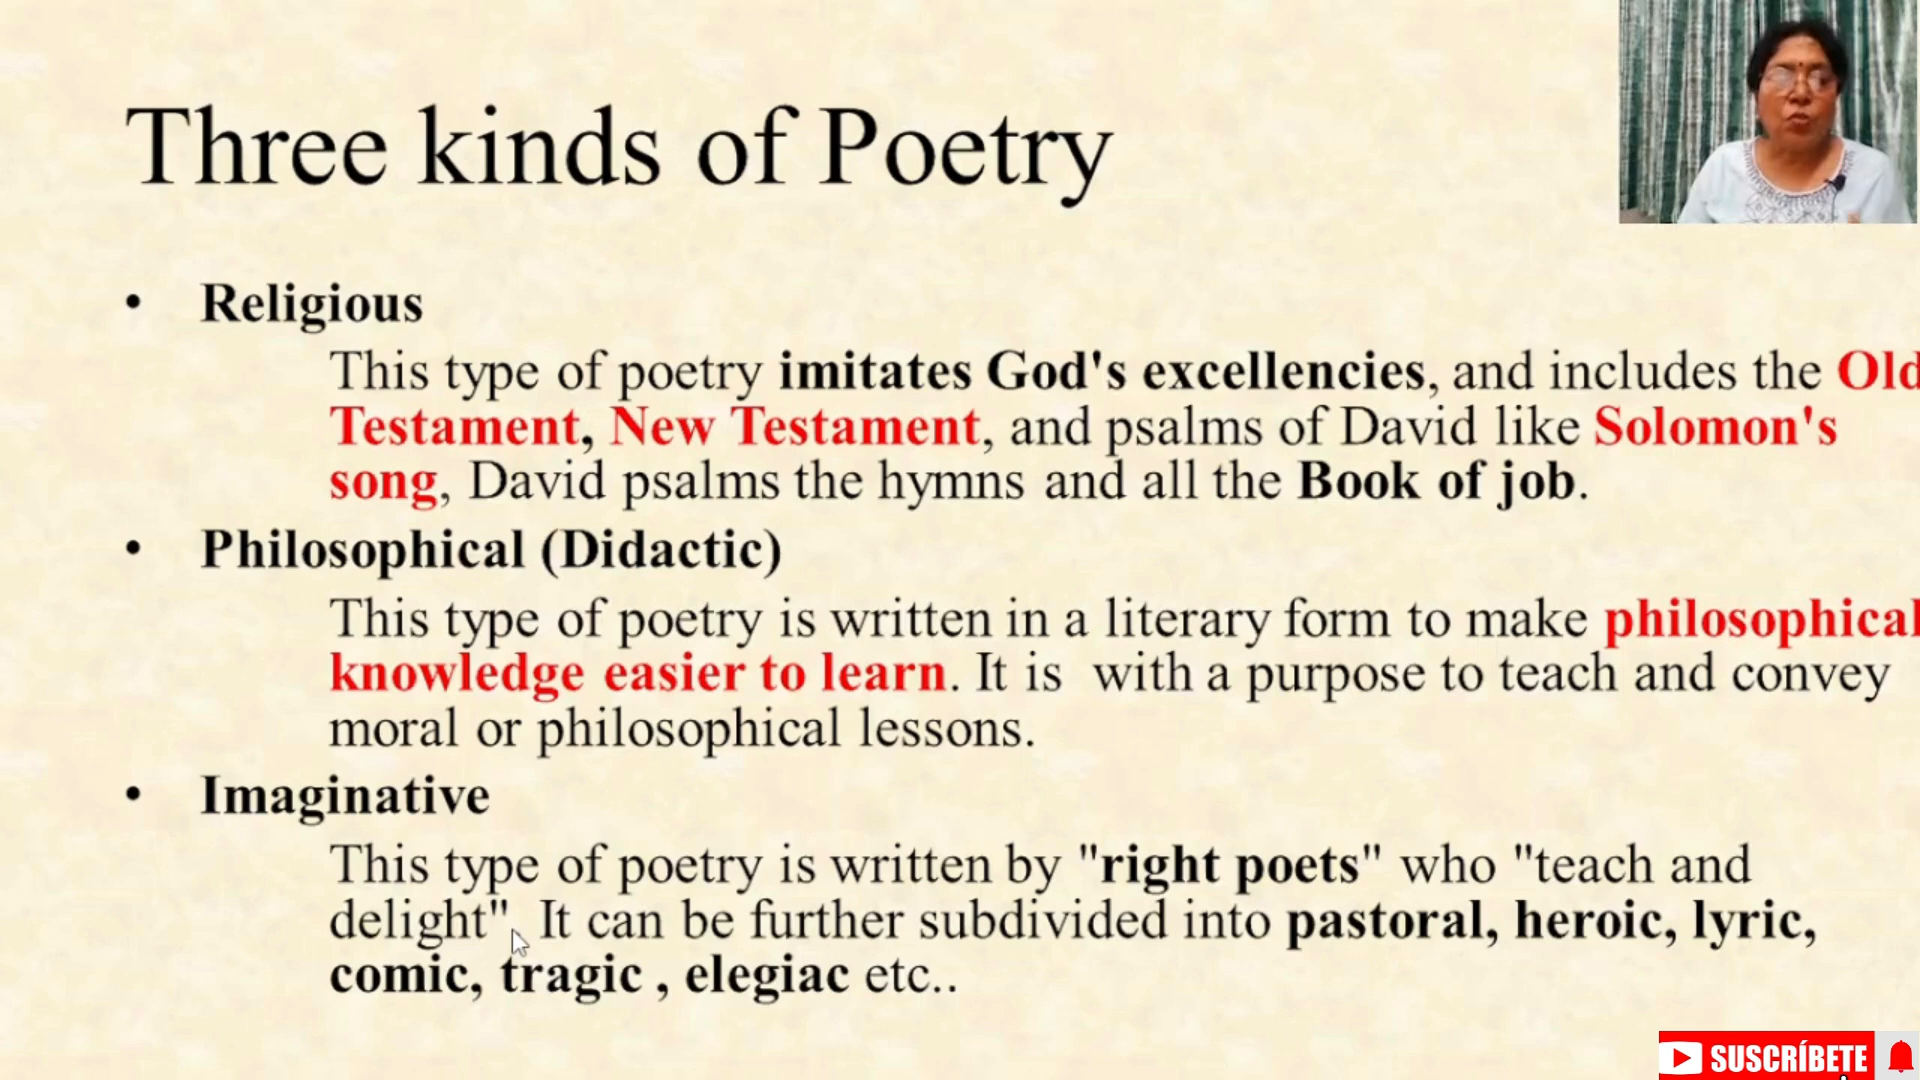 Three kinds of Poetry
• Religious
This type of poetry imitates God's excellencies, and includes the Old
Testament, New Testament, and psalms of David like Solomon's
song, David psalms the hymns and all the Book of job.
• Philosophical (Didactic)
This type of poetry is written in a literary form to make philosophical
knowledge easier to learn. It is  with a purpose to teach and convey
moral or philosophical lessons.
• Imaginative
This type of poetry is written by "right poets" who "teach and
delight". It can be further subdivided into pastoral, heroic, lyric,
comic, tragic , elegiac etc..
SUSCRÍBETE